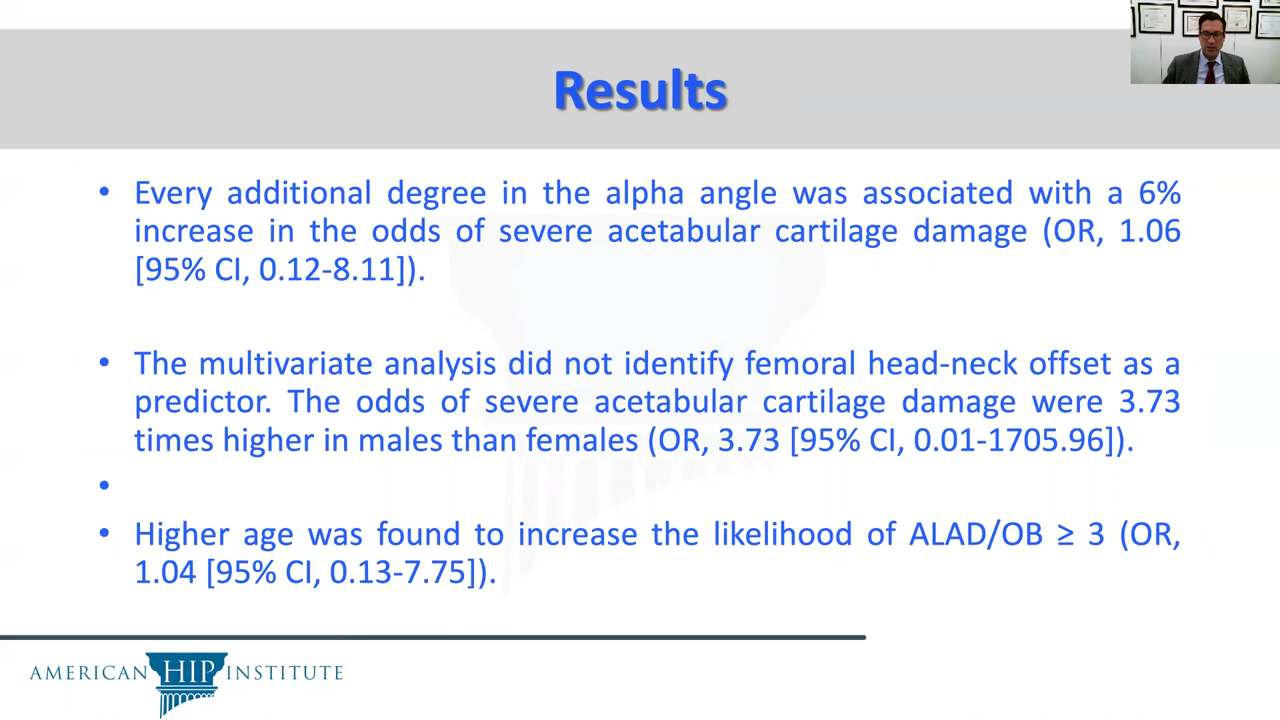 Results
• Every additional degree in the alpha angle was associated with a 6%
increase in the odds of severe acetabular cartilage damage (OR, 1.06
[95% CI, 0.12-8.11]).
• The multivariate analysis did not identify femoral head-neck offset as a
predictor. The odds of severe acetabular cartilage damage were 3.73
times higher in males than females (OR, 3.73 [95% CI, 0.01-1705.96]).
•
• Higher age was found to increase the likelihood of ALAD/OB ≥ 3 (OR,
1.04 [95% CI, 0.13-7.75]).
AMERICAN HIP INSTITUTE